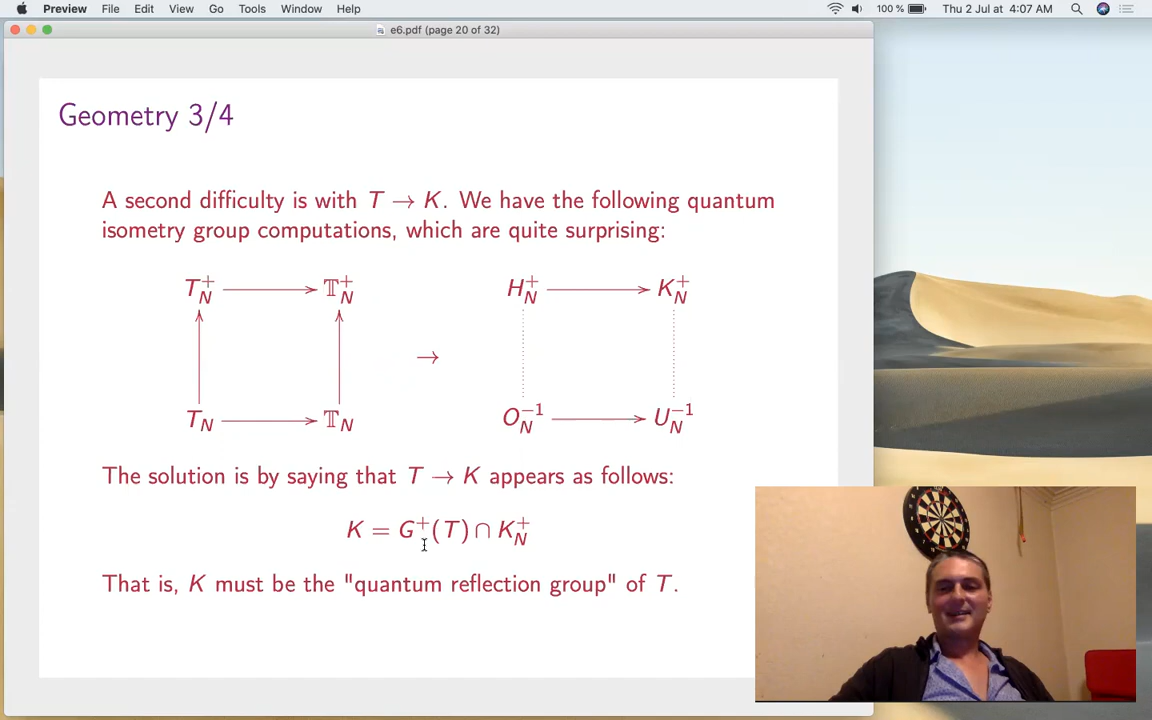 Preview File Edit View Go Tools Window Help 100 % Thu 2 Jul at 4:07 AM
e6.pdf (page 20 of 32)
Geometry 3/4
A second difficulty is with T → K. We have the following quantum
isometry group computations, which are quite surprising:
T_N^+ → 𝕋_N^+ H_N^+ → K_N^+
→
T_N → 𝕋_N O_N^{-1} → U_N^{-1}
The solution is by saying that T → K appears as follows:
K = G^+(T) ∩ K_N^+
That is, K must be the "quantum reflection group" of T.